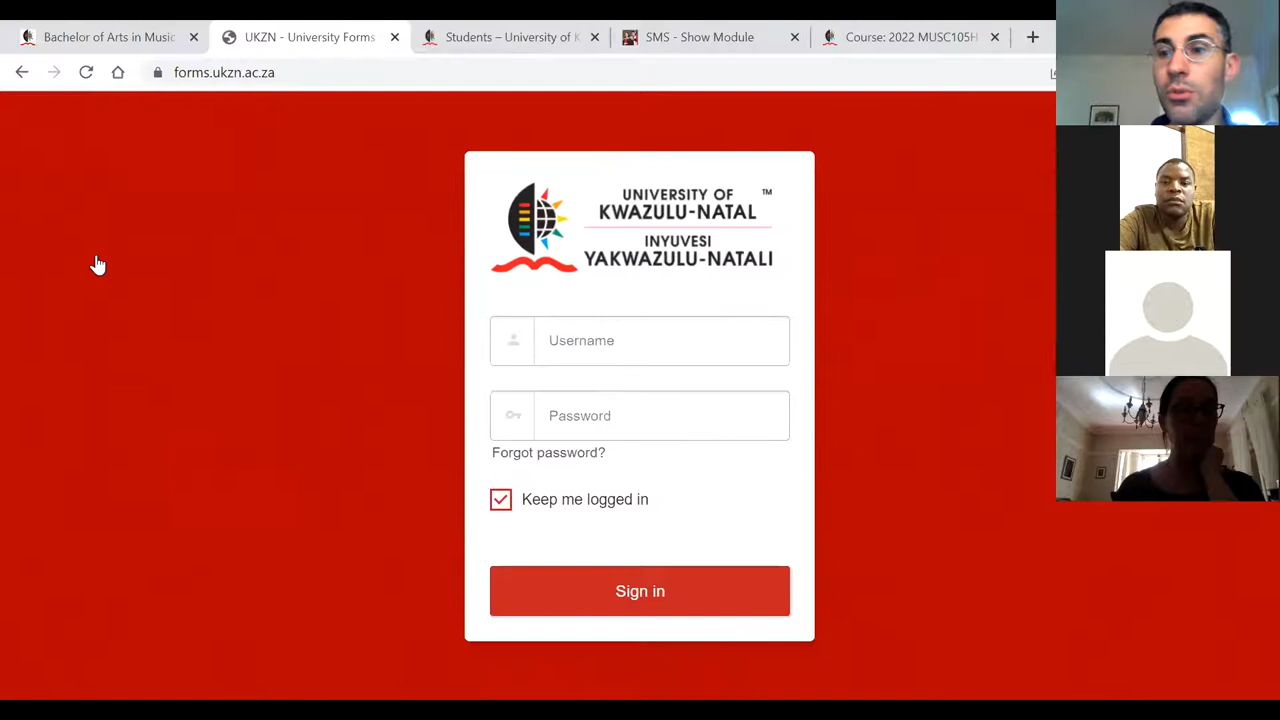 Bachelor of Arts in Music
UKZN - University Forms
Students – University of K
SMS - Show Module
Course: 2022 MUSC105H
forms.ukzn.ac.za
UNIVERSITY OF ™
KWAZULU-NATAL
INYUVESI
YAKWAZULU-NATALI
Username
Password
Forgot password?
Keep me logged in
Sign in